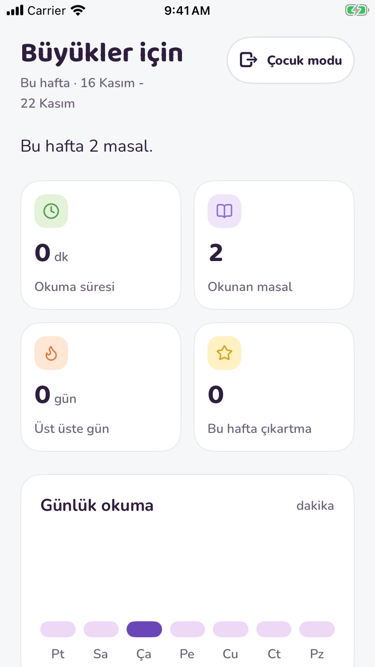 Carrier 9:41 AM
Büyükler için
Çocuk modu
Bu hafta · 16 Kasım -
22 Kasım
Bu hafta 2 masal.
0 dk
Okuma süresi
2
Okunan masal
0 gün
Üst üste gün
0
Bu hafta çıkartma
Günlük okuma
dakika
Pt Sa Ça Pe Cu Ct Pz